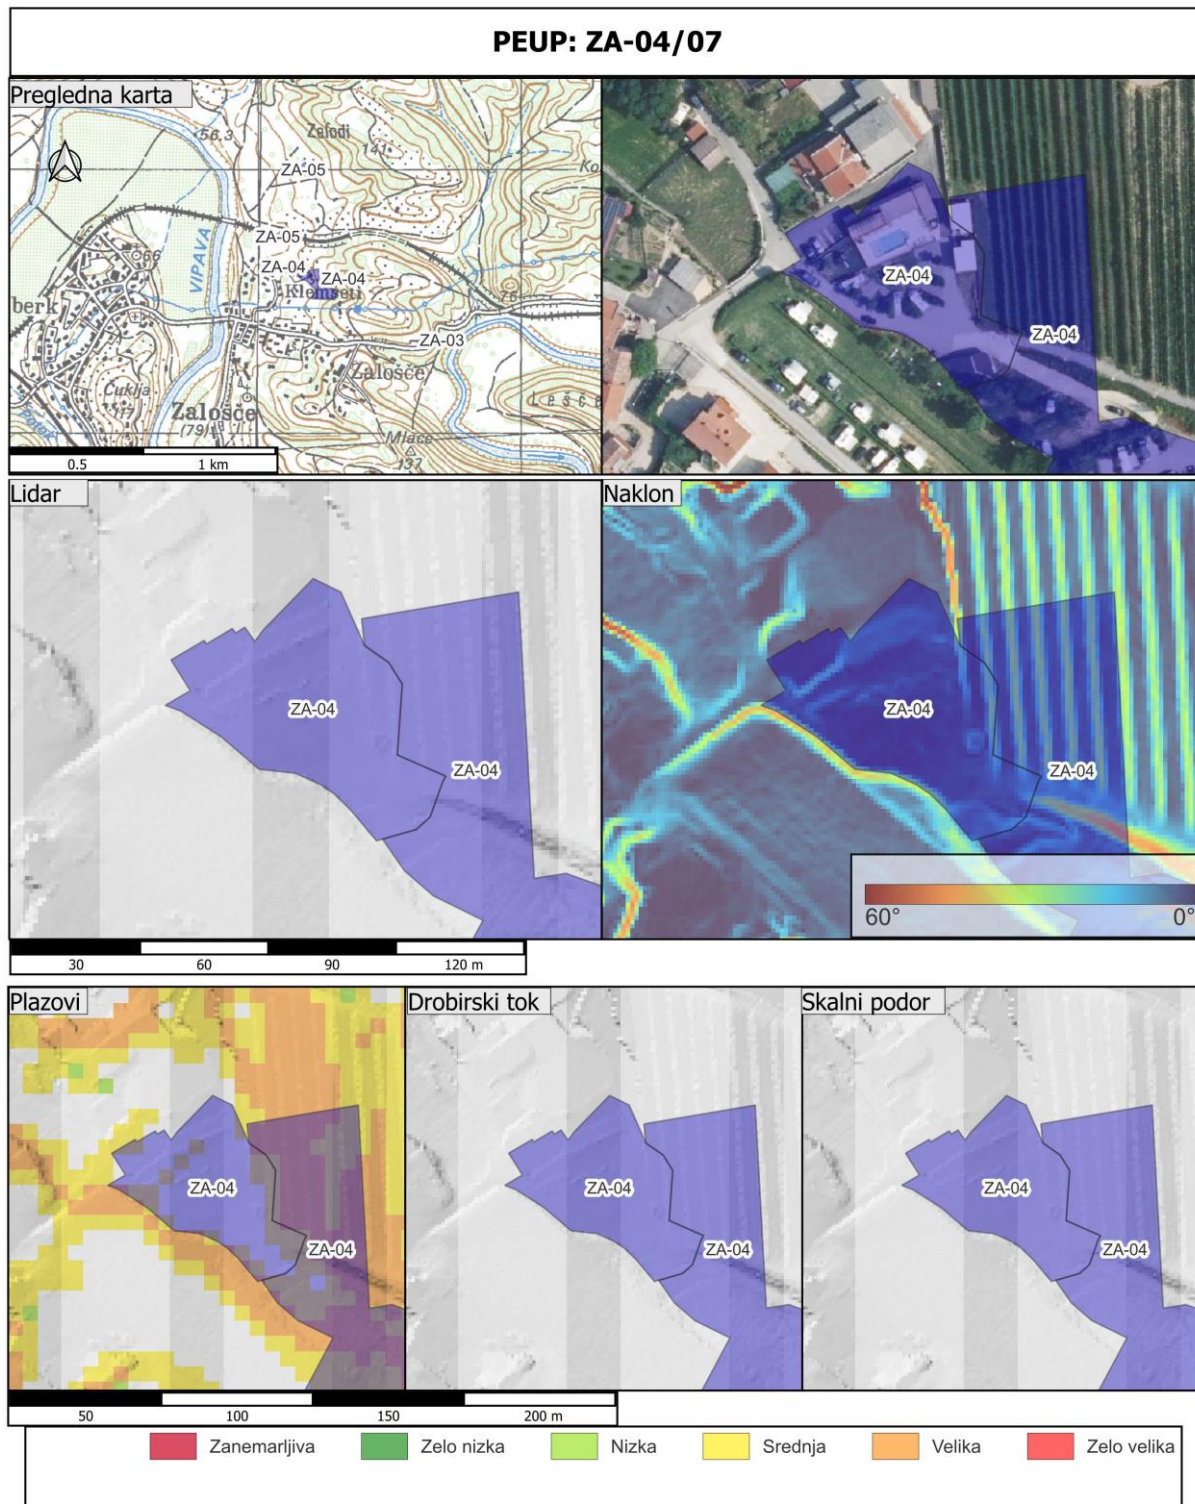 PEUP: ZA-04/07
Pregledna karta
56.3
Zafodi
141
ZA-05
VIPAVA
ZA-05
66
ZA-04
ZA-04
Klemšeti
76
berk
ZA-03
Zalošče
Cuklja
Zalošče
(79)
Mlace
137
0.5
1 km
ZA-04
ZA-04
Lidar
ZA-04
ZA-04
30
60
90
120 m
Naklon
ZA-04
ZA-04
60°
0°
Plazovi
ZA-04
ZA-04
Drobirski tok
ZA-04
ZA-04
Skalni podor
ZA-04
ZA-04
50
100
150
200 m
Zanemarljiva
Zelo nizka
Nizka
Srednja
Velika
Zelo velika